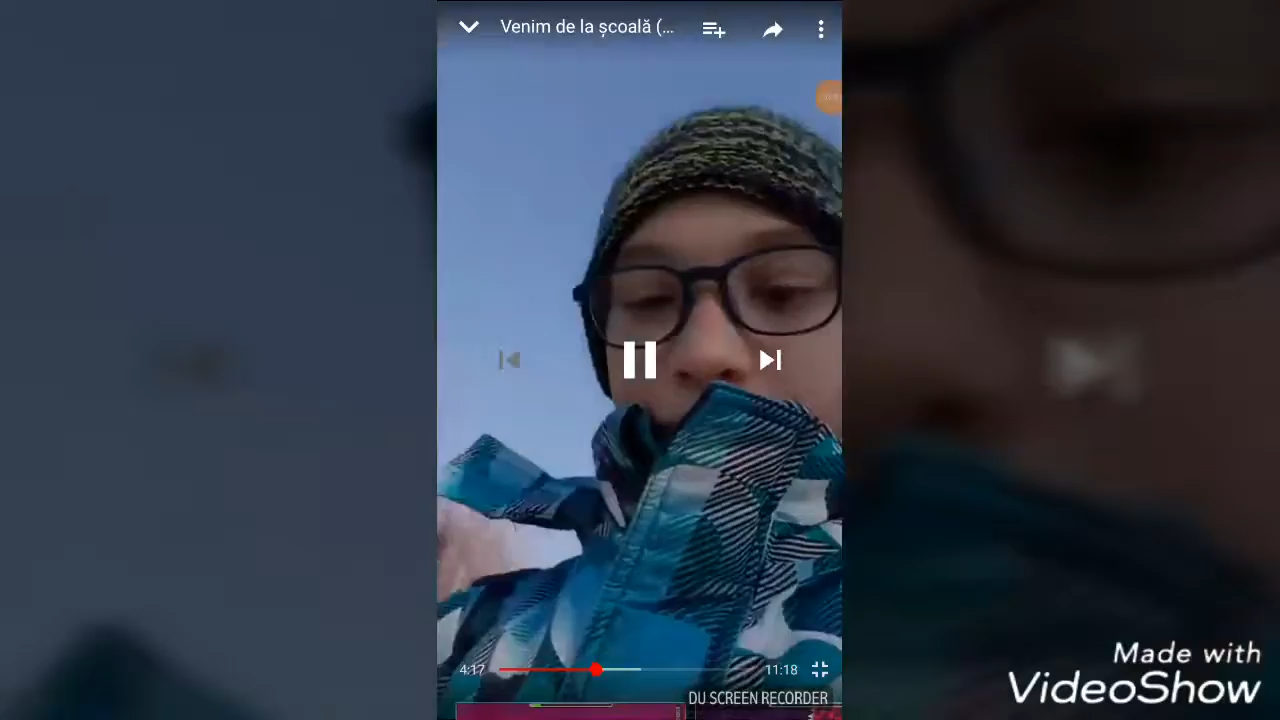 Venim de la școală (...
4:17
11:18
DU SCREEN RECORDER
Made with
VideoShow